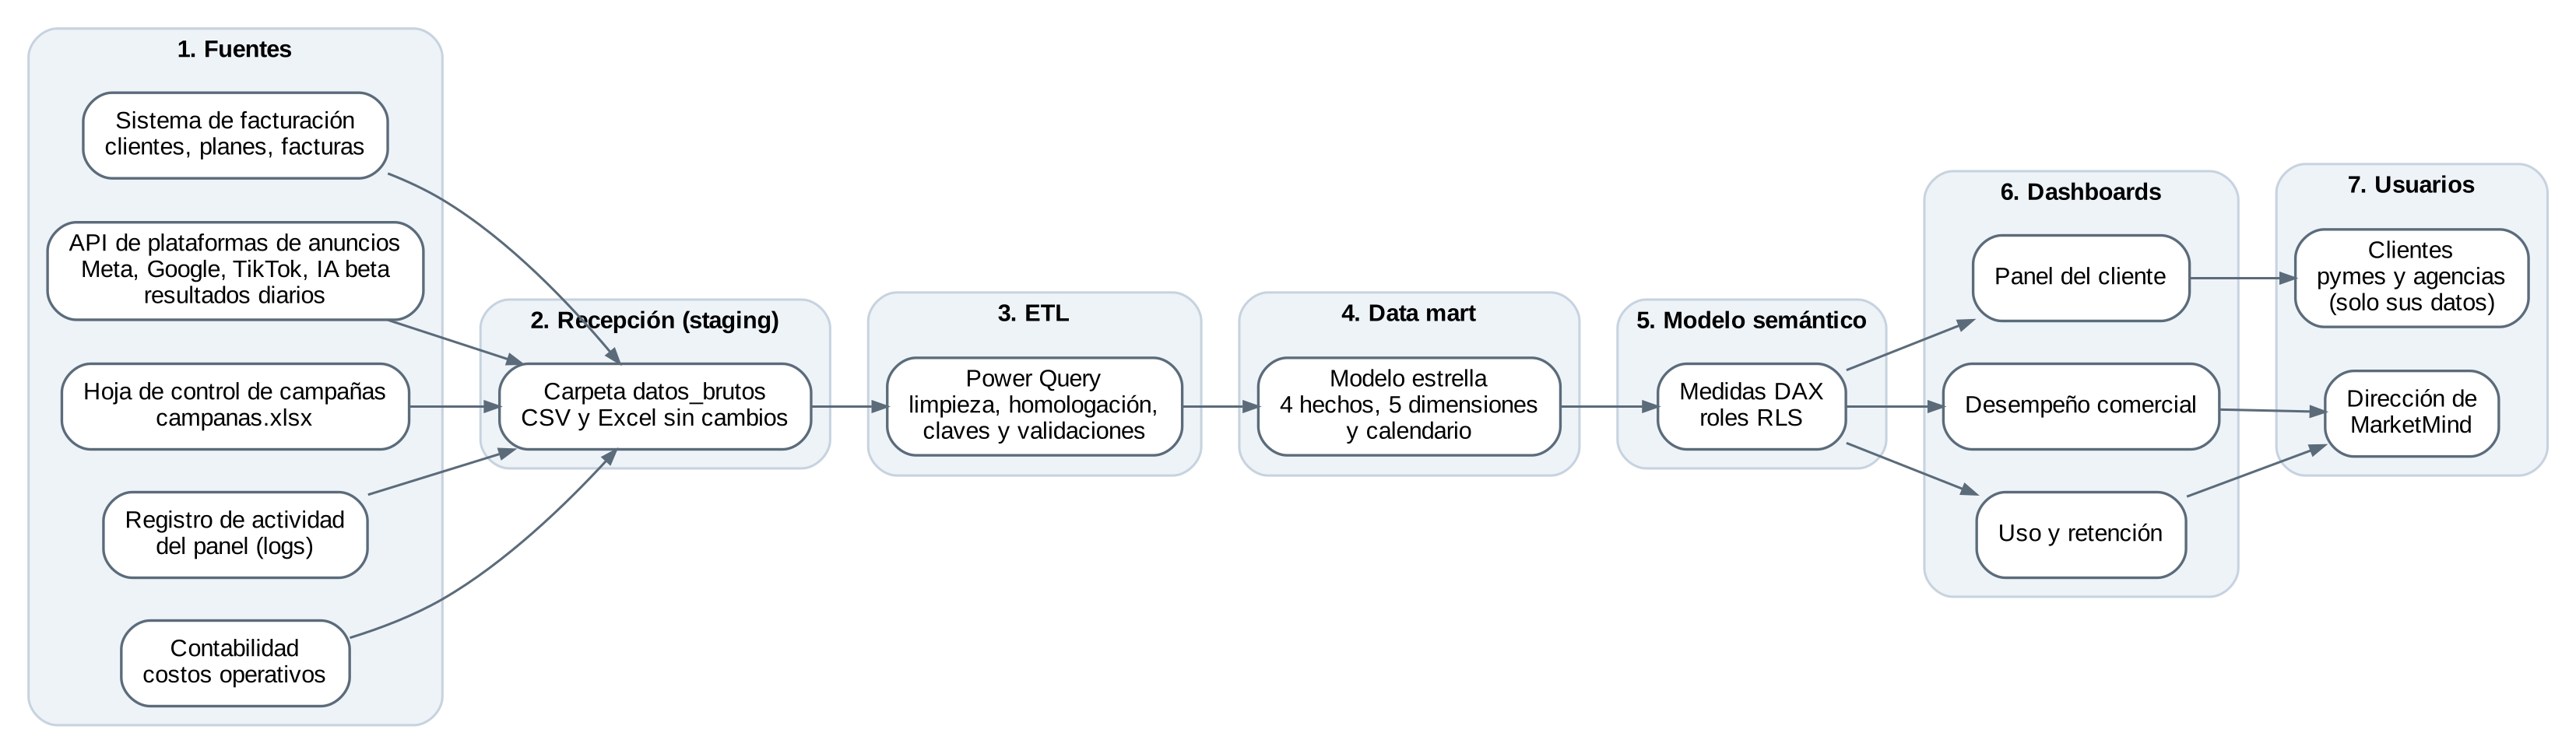 1. Fuentes
Sistema de facturación
clientes, planes, facturas
API de plataformas de anuncios
Meta, Google, TikTok, IA beta
resultados diarios
Hoja de control de campañas
campanas.xlsx
Registro de actividad
del panel (logs)
Contabilidad
costos operativos
2. Recepción (staging)
Carpeta datos_brutos
CSV y Excel sin cambios
3. ETL
Power Query
limpieza, homologación,
claves y validaciones
4. Data mart
Modelo estrella
4 hechos, 5 dimensiones
y calendario
5. Modelo semántico
Medidas DAX
roles RLS
6. Dashboards
Panel del cliente
Desempeño comercial
Uso y retención
7. Usuarios
Clientes
pymes y agencias
(solo sus datos)
Dirección de
MarketMind